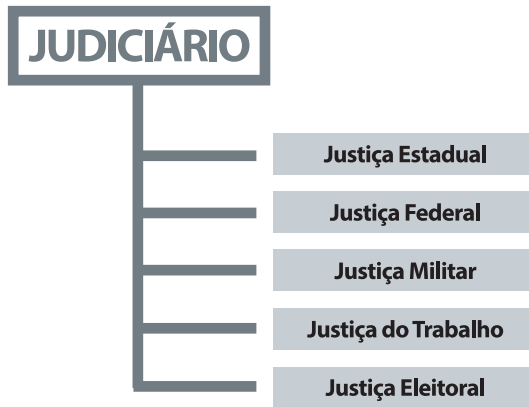 JUDICIÁRIO
Justiça Estadual
Justiça Federal
Justiça Militar
Justiça do Trabalho
Justiça Eleitoral